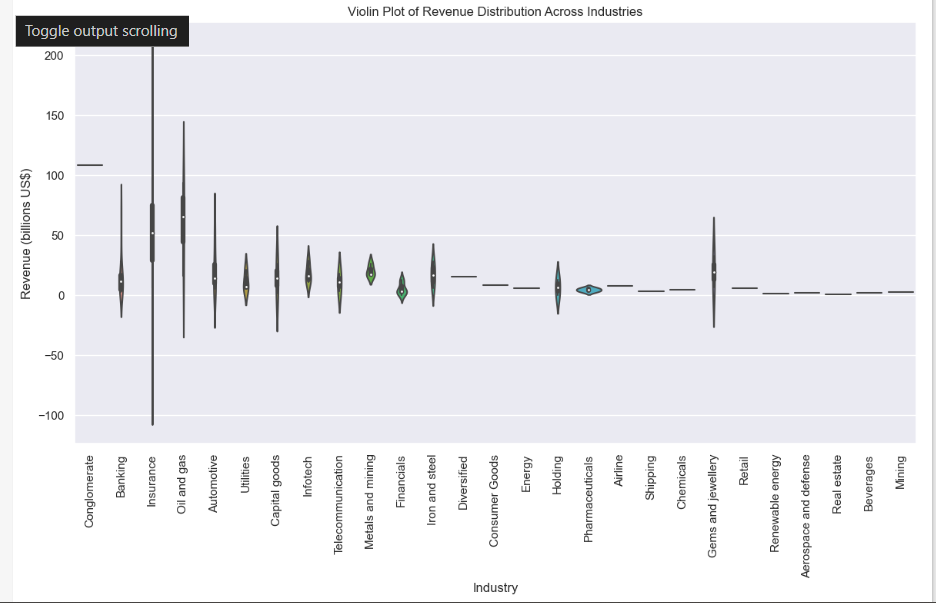 Violin Plot of Revenue Distribution Across Industries
Toggle output scrolling
200
150
100
50
0
−50
−100
Revenue (billions US$)
Conglomerate
Banking
Insurance
Oil and gas
Automotive
Utilities
Capital goods
Infotech
Telecommunication
Metals and mining
Financials
Iron and steel
Diversified
Consumer Goods
Energy
Holding
Pharmaceuticals
Airline
Shipping
Chemicals
Gems and jewellery
Retail
Renewable energy
Aerospace and defense
Real estate
Beverages
Mining
Industry